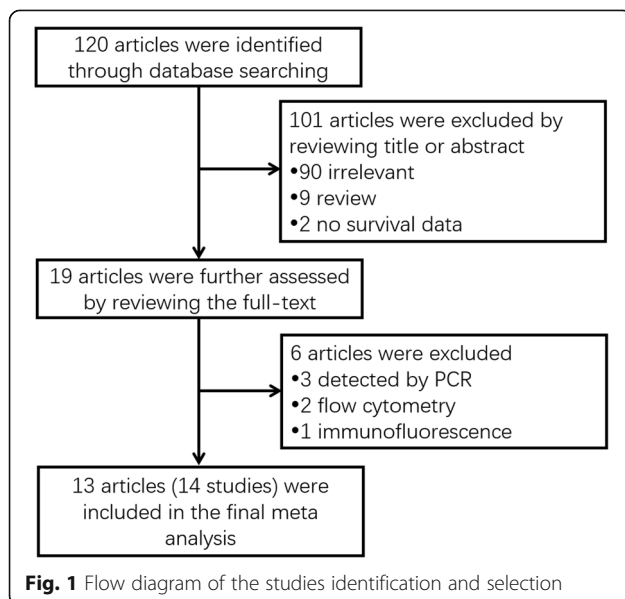 120 articles were identified
through database searching
101 articles were excluded by
reviewing title or abstract
•90 irrelevant
•9 review
•2 no survival data
19 articles were further assessed
by reviewing the full-text
6 articles were excluded
•3 detected by PCR
•2 flow cytometry
•1 immunofluorescence
13 articles (14 studies) were
included in the final meta
analysis
Fig. 1 Flow diagram of the studies identification and selection